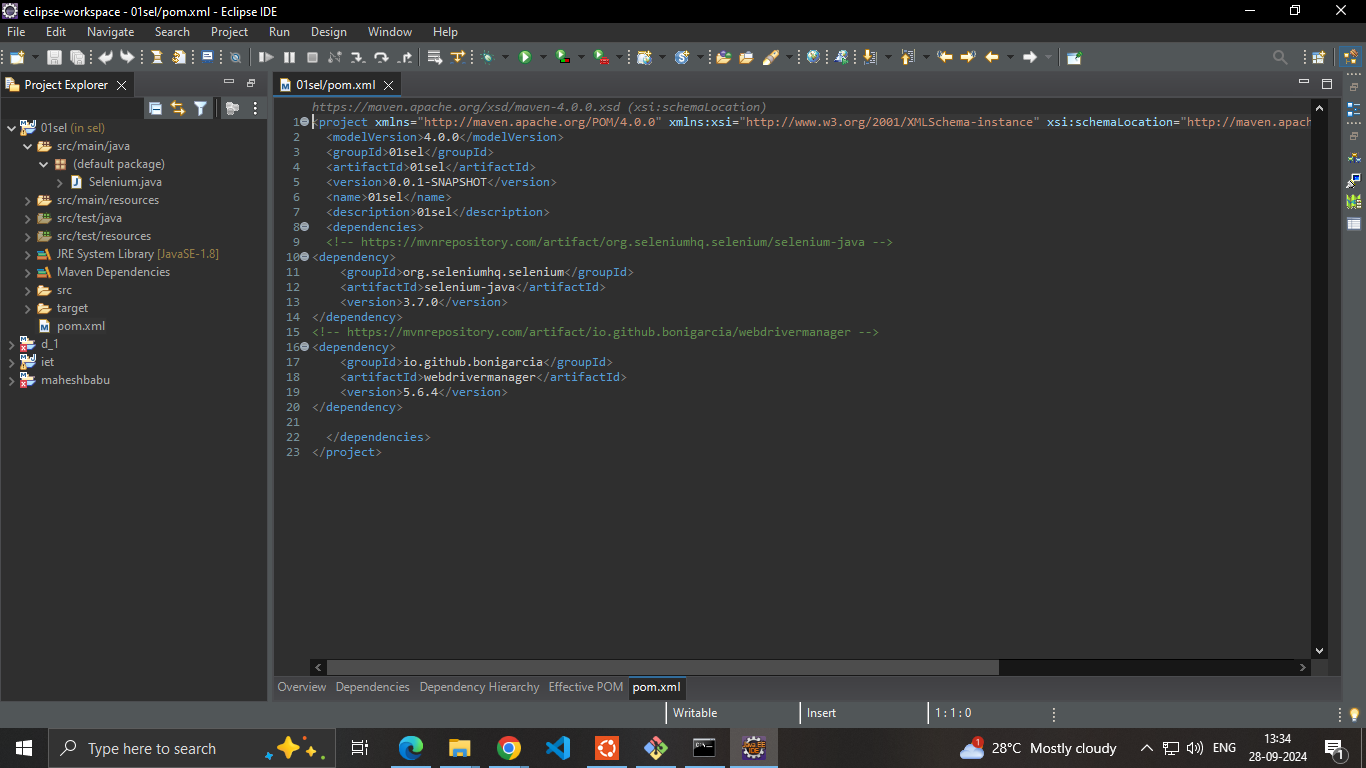 eclipse-workspace - 01sel/pom.xml - Eclipse IDE
File Edit Navigate Search Project Run Design Window Help
Project Explorer
01sel/pom.xml
01sel (in sel)
src/main/java
(default package)
Selenium.java
src/main/resources
src/test/java
src/test/resources
JRE System Library [JavaSE-1.8]
Maven Dependencies
src
target
pom.xml
d_1
iet
maheshbabu
https://maven.apache.org/xsd/maven-4.0.0.xsd (xsi:schemaLocation)
1 <project xmlns="http://maven.apache.org/POM/4.0.0" xmlns:xsi="http://www.w3.org/2001/XMLSchema-instance" xsi:schemaLocation="http://maven.apach
2 <modelVersion>4.0.0</modelVersion>
3 <groupId>01sel</groupId>
4 <artifactId>01sel</artifactId>
5 <version>0.0.1-SNAPSHOT</version>
6 <name>01sel</name>
7 <description>01sel</description>
8 <dependencies>
9 <!-- https://mvnrepository.com/artifact/org.seleniumhq.selenium/selenium-java -->
10 <dependency>
11 <groupId>org.seleniumhq.selenium</groupId>
12 <artifactId>selenium-java</artifactId>
13 <version>3.7.0</version>
14 </dependency>
15 <!-- https://mvnrepository.com/artifact/io.github.bonigarcia/webdrivermanager -->
16 <dependency>
17 <groupId>io.github.bonigarcia</groupId>
18 <artifactId>webdrivermanager</artifactId>
19 <version>5.6.4</version>
20 </dependency>
21
22 </dependencies>
23 </project>
Overview Dependencies Dependency Hierarchy Effective POM pom.xml
Writable Insert 1 : 1 : 0
Type here to search
1
28°C Mostly cloudy
ENG
13:34
28-09-2024
1